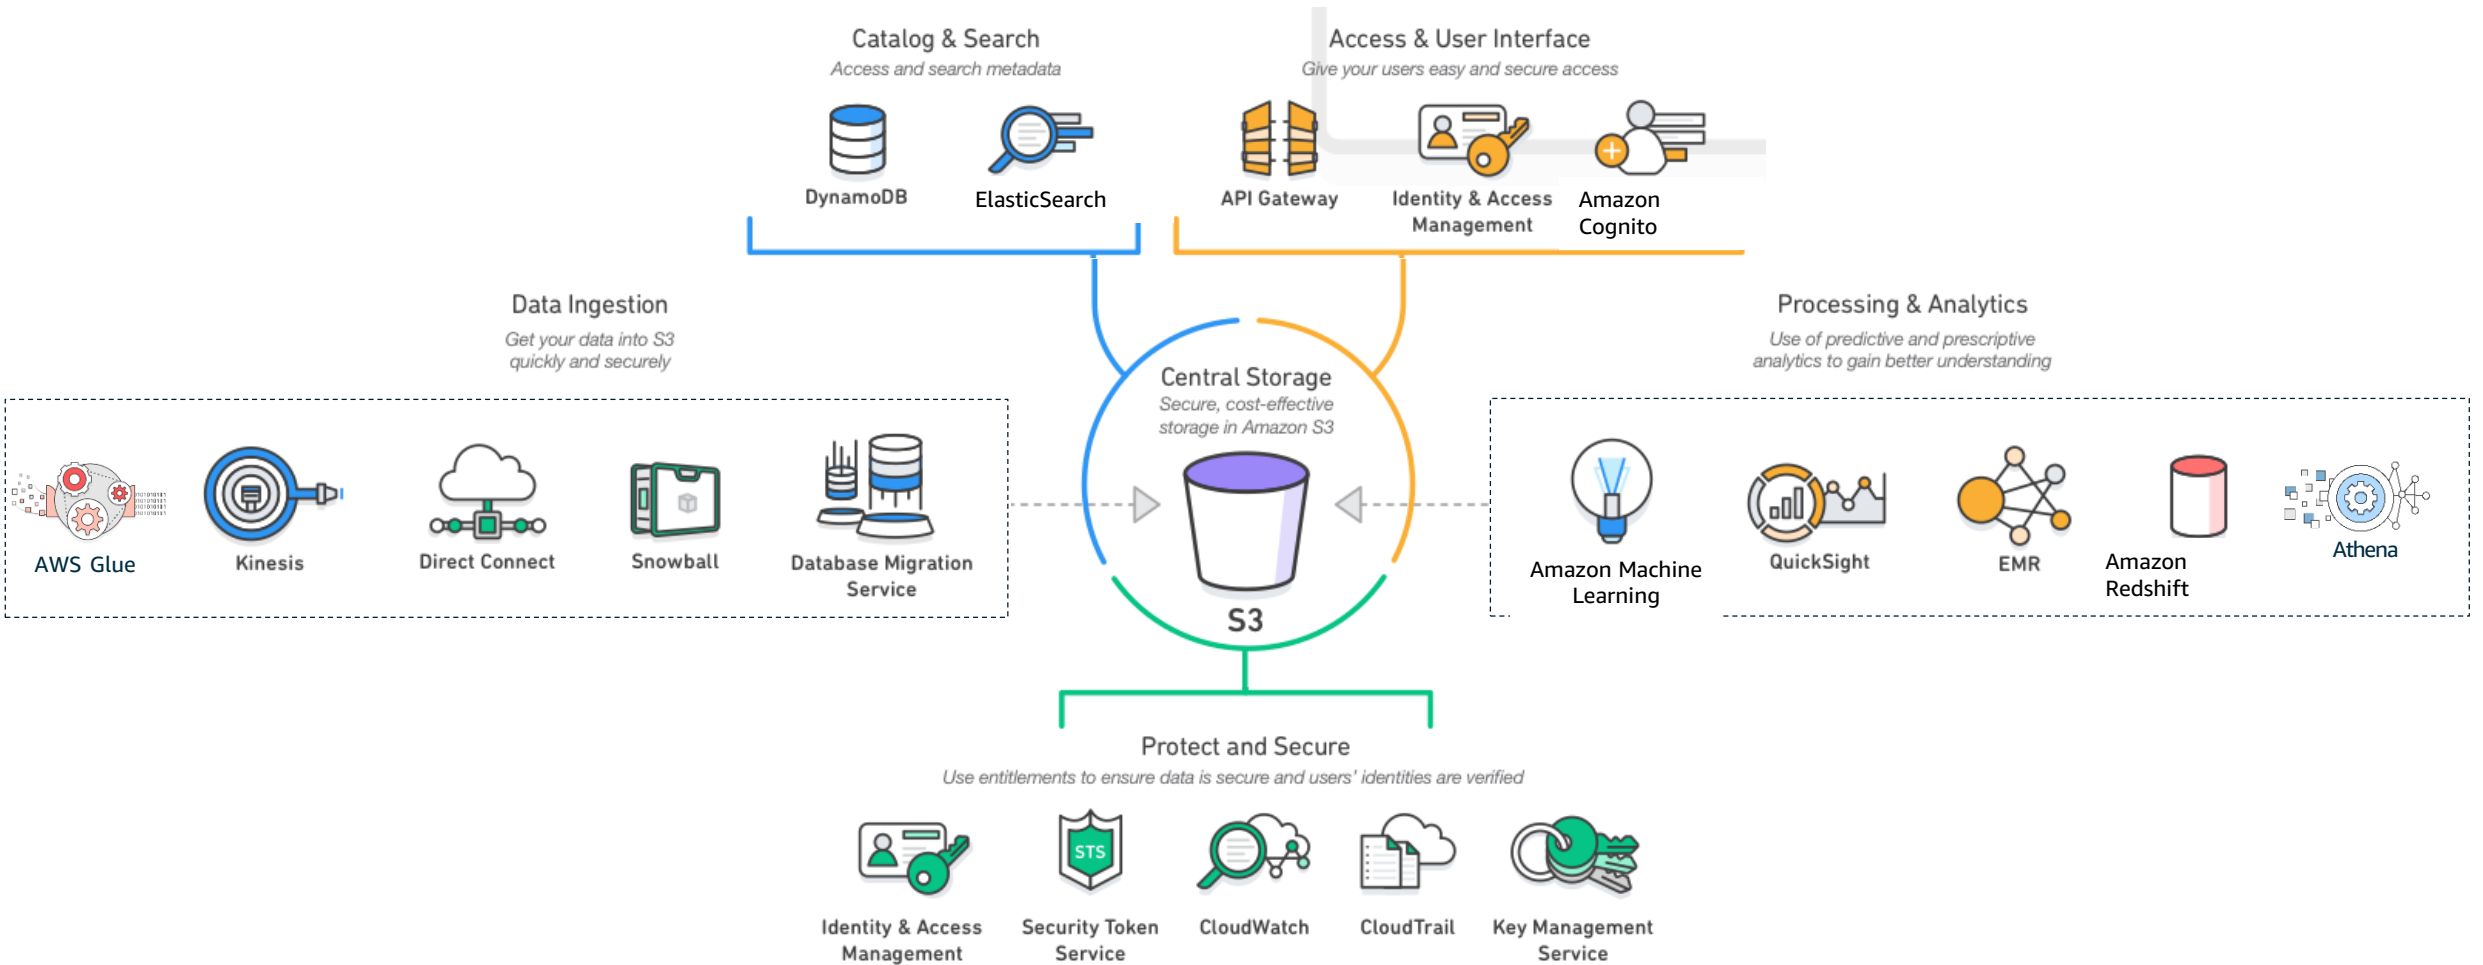 Catalog & Search
Access and search metadata
DynamoDB
ElasticSearch
Access & User Interface
Give your users easy and secure access
API Gateway
Identity & Access
Management
Amazon
Cognito
Data Ingestion
Get your data into S3
quickly and securely
AWS Glue
Kinesis
Direct Connect
Snowball
Database Migration
Service
Central Storage
Secure, cost-effective
storage in Amazon S3
S3
Processing & Analytics
Use of predictive and prescriptive
analytics to gain better understanding
Amazon Machine
Learning
QuickSight
EMR
Amazon
Redshift
Athena
Protect and Secure
Use entitlements to ensure data is secure and users' identities are verified
Identity & Access
Management
STS
Security Token
Service
CloudWatch
CloudTrail
Key Management
Service